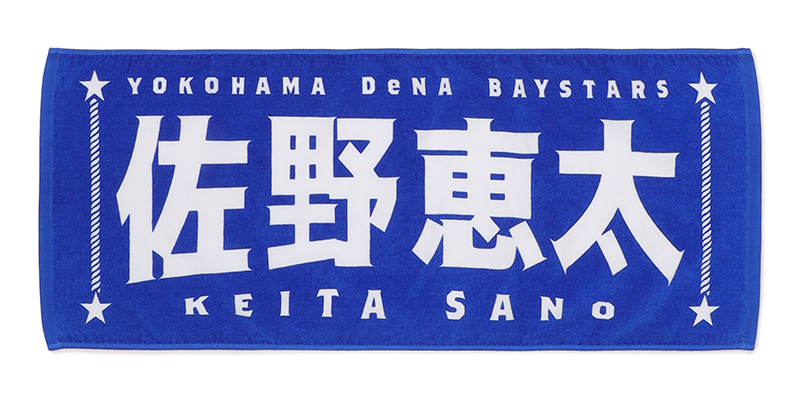 YOKOHAMA DeNA BAYSTARS
佐野恵太
KEITA SANO